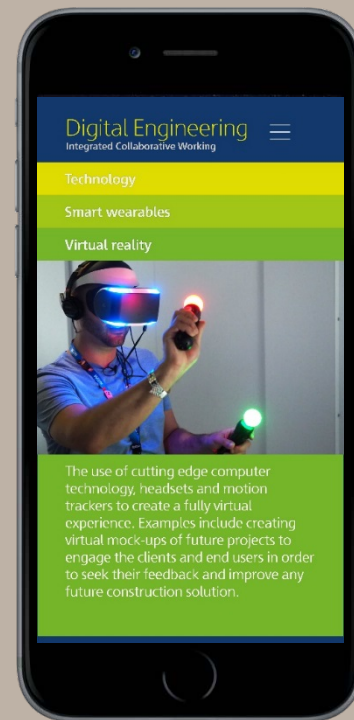 Digital Engineering
Integrated Collaborative Working
Technology
Smart wearables
Virtual reality
The use of cutting edge computer
technology, headsets and motion
trackers to create a fully virtual
experience. Examples include creating
virtual mock-ups of future projects to
engage the clients and end users in order
to seek their feedback and improve any
future construction solution.